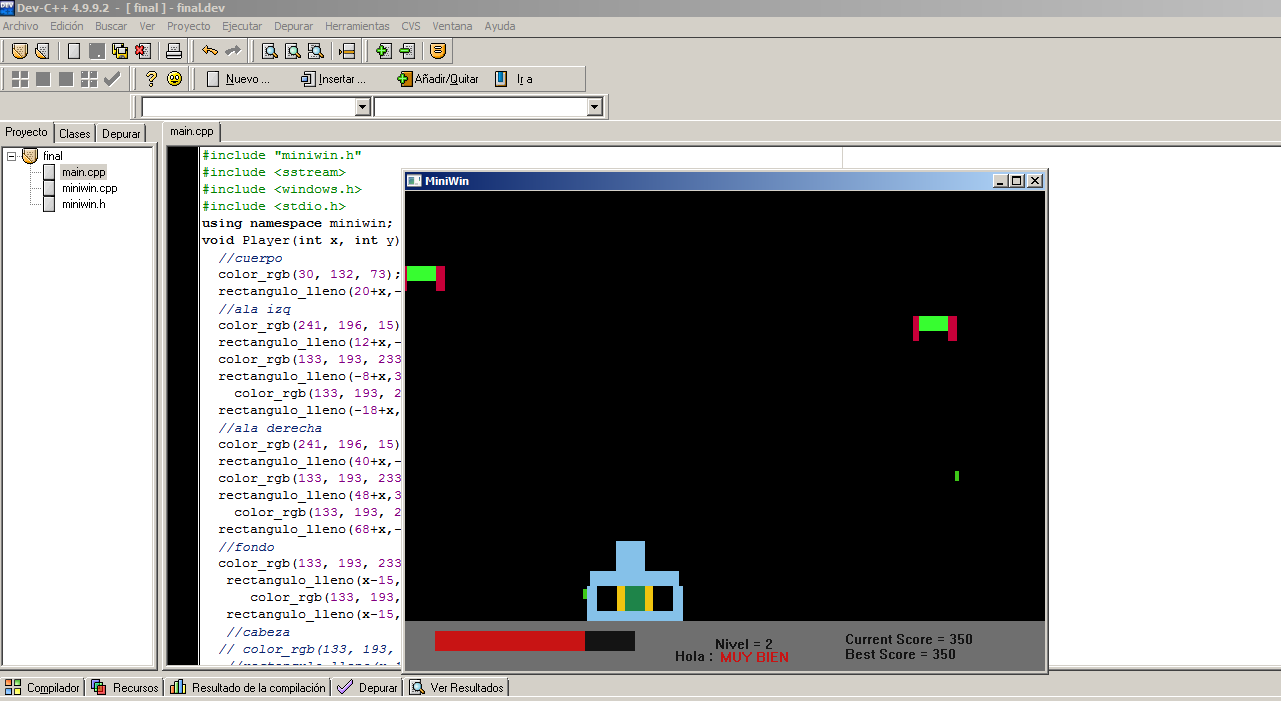 Dev-C++ 4.9.9.2 - [ final ] - final.dev
Archivo Edición Buscar Ver Proyecto Ejecutar Depurar Herramientas CVS Ventana Ayuda
Nuevo ... Insertar ... Añadir/Quitar Ir a
Proyecto Clases Depurar main.cpp
final
main.cpp
miniwin.cpp
miniwin.h
#include "miniwin.h"
#include <sstream>
#include <windows.h>
#include <stdio.h>
using namespace miniwin;
void Player(int x, int y)
//cuerpo
color_rgb(30, 132, 73);
rectangulo_lleno(20+x,-
//ala izq
color_rgb(241, 196, 15)
rectangulo_lleno(12+x,-
color_rgb(133, 193, 233
rectangulo_lleno(-8+x,3
color_rgb(133, 193, 2
rectangulo_lleno(-18+x,
//ala derecha
color_rgb(241, 196, 15)
rectangulo_lleno(40+x,-
color_rgb(133, 193, 233
rectangulo_lleno(48+x,3
color_rgb(133, 193, 2
rectangulo_lleno(68+x,-
//fondo
color_rgb(133, 193, 233
rectangulo_lleno(x-15,
color_rgb(133, 193,
rectangulo_lleno(x-15,
//cabeza
// color_rgb(133, 193,
MiniWin
Nivel = 2
Hola : MUY BIEN
Current Score = 350
Best Score = 350
Compilador Recursos Resultado de la compilación Depurar Ver Resultados